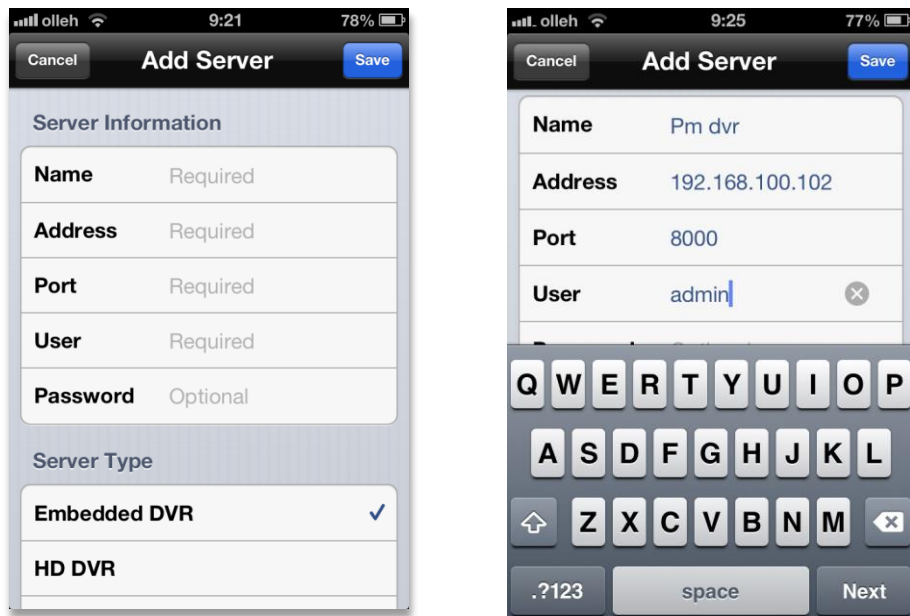 olleh 9:21 78%
Cancel Add Server Save
Server Information
Name Required
Address Required
Port Required
User Required
Password Optional
Server Type
Embedded DVR
HD DVR
olleh 9:25 77%
Cancel Add Server Save
Name Pm dvr
Address 192.168.100.102
Port 8000
User admin
Q W E R T Y U I O P
A S D F G H J K L
Z X C V B N M
.?123 space Next